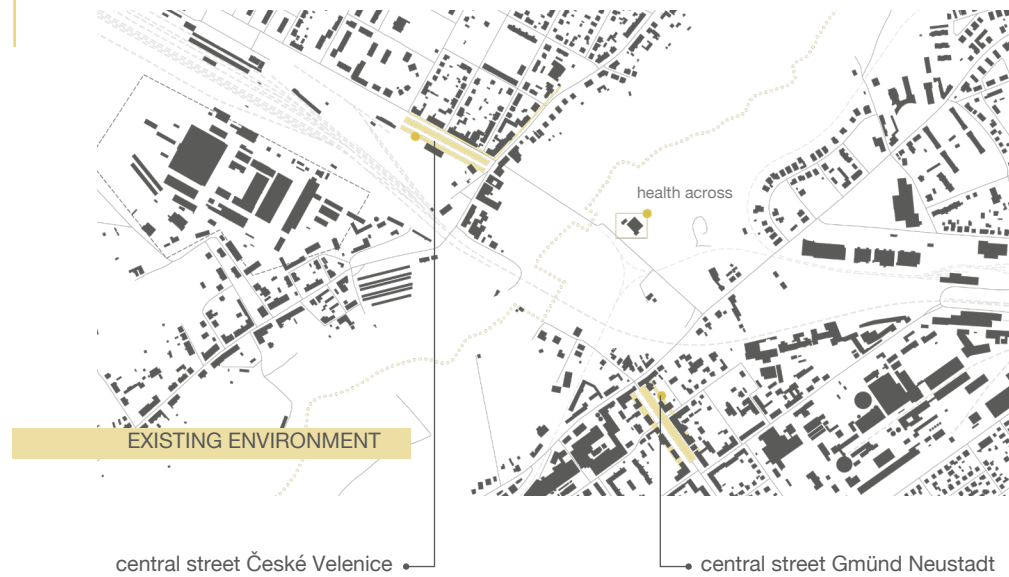 health across
EXISTING ENVIRONMENT
central street České Velenice
central street Gmünd Neustadt